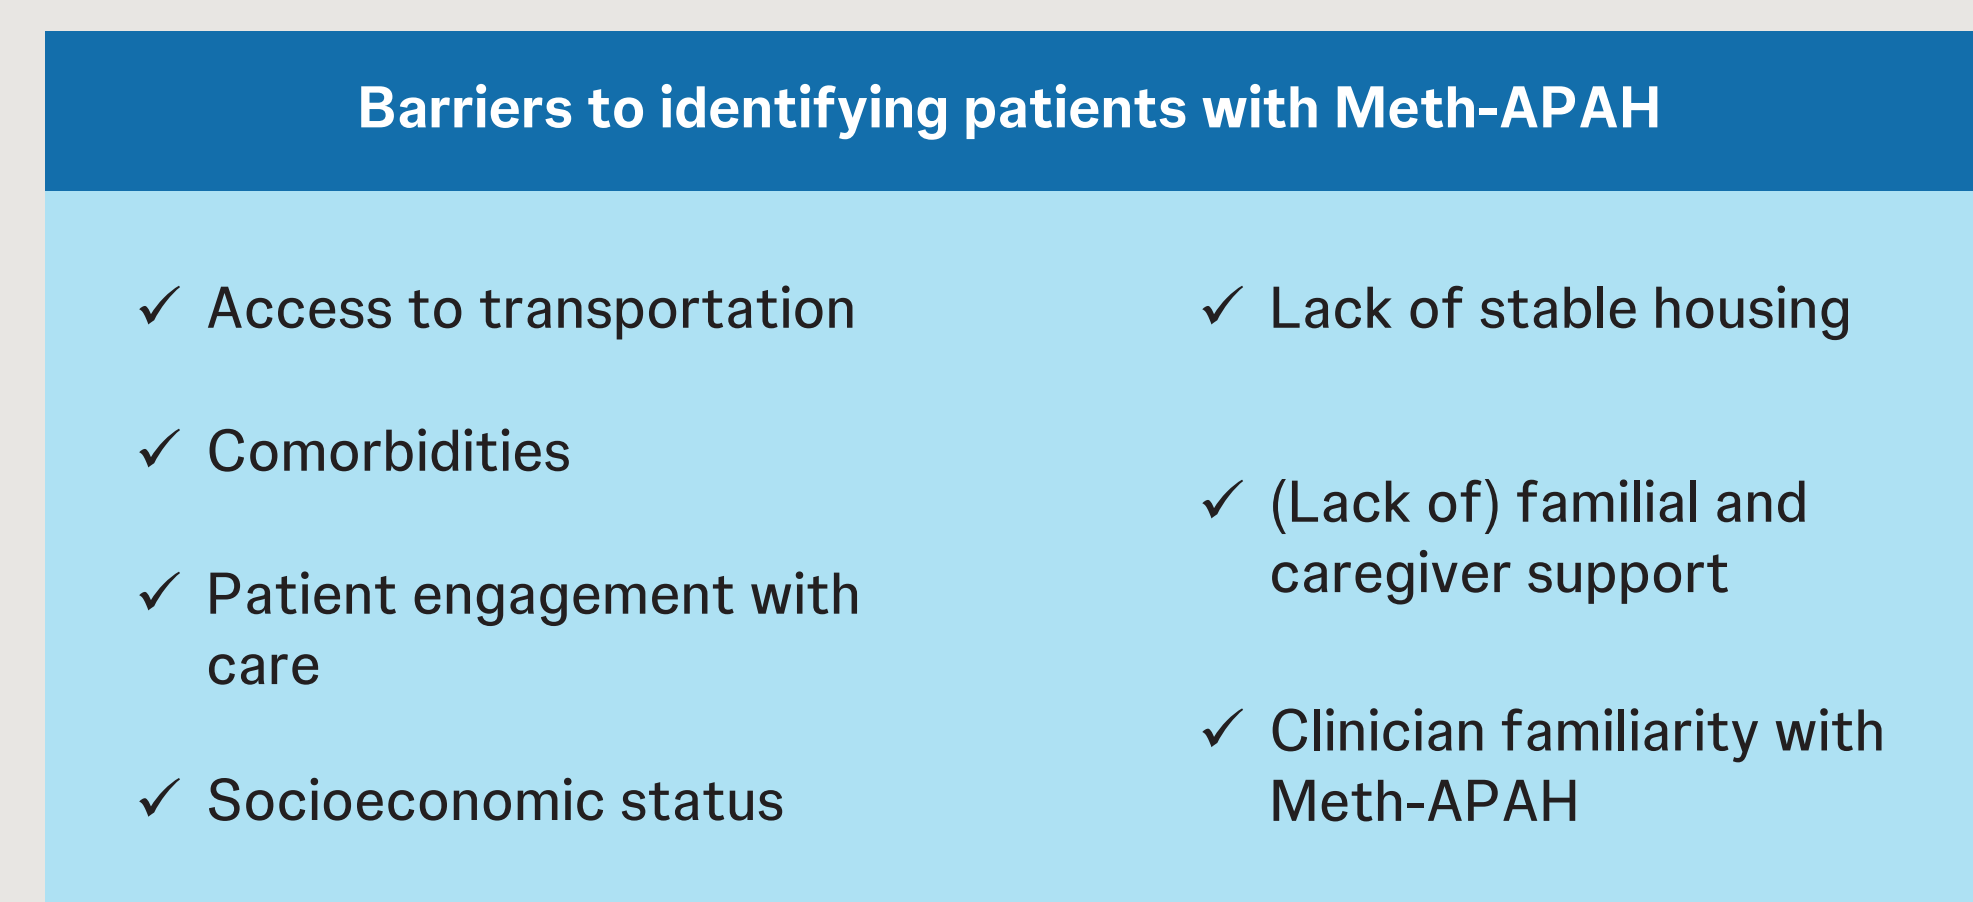 Barriers to identifying patients with Meth-APAH
✓ Access to transportation
✓ Comorbidities
✓ Patient engagement with
care
✓ Socioeconomic status
✓ Lack of stable housing
✓ (Lack of) familial and
caregiver support
✓ Clinician familiarity with
Meth-APAH